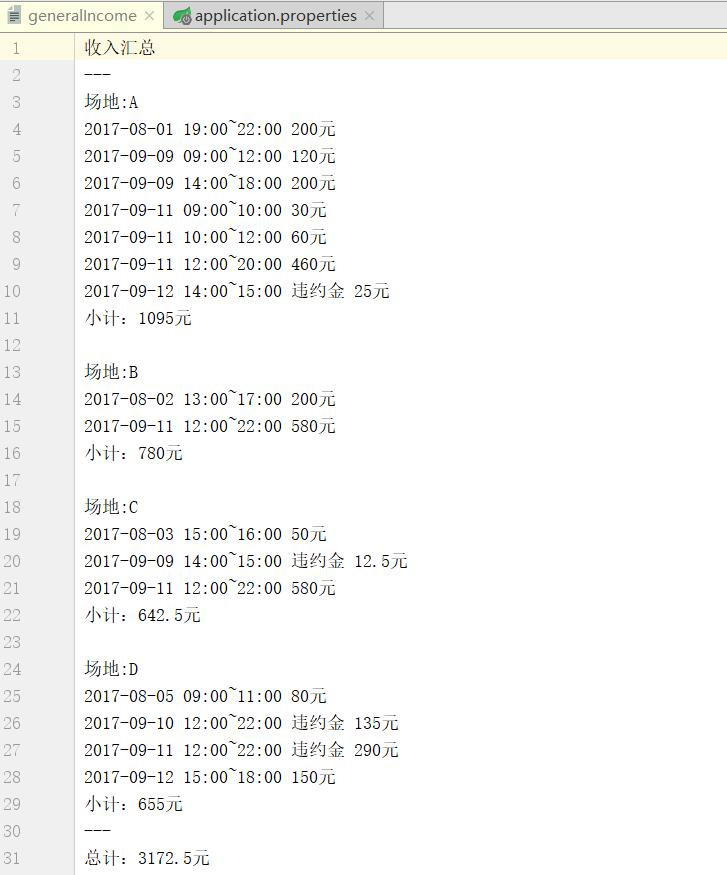 generalIncome
application.properties
1 收入汇总
2 ---
3 场地:A
4 2017-08-01 19:00~22:00 200元
5 2017-09-09 09:00~12:00 120元
6 2017-09-09 14:00~18:00 200元
7 2017-09-11 09:00~10:00 30元
8 2017-09-11 10:00~12:00 60元
9 2017-09-11 12:00~20:00 460元
10 2017-09-12 14:00~15:00 违约金 25元
11 小计：1095元
12
13 场地:B
14 2017-08-02 13:00~17:00 200元
15 2017-09-11 12:00~22:00 580元
16 小计：780元
17
18 场地:C
19 2017-08-03 15:00~16:00 50元
20 2017-09-09 14:00~15:00 违约金 12.5元
21 2017-09-11 12:00~22:00 580元
22 小计：642.5元
23
24 场地:D
25 2017-08-05 09:00~11:00 80元
26 2017-09-10 12:00~22:00 违约金 135元
27 2017-09-11 12:00~22:00 违约金 290元
28 2017-09-12 15:00~18:00 150元
29 小计：655元
30 ---
31 总计：3172.5元